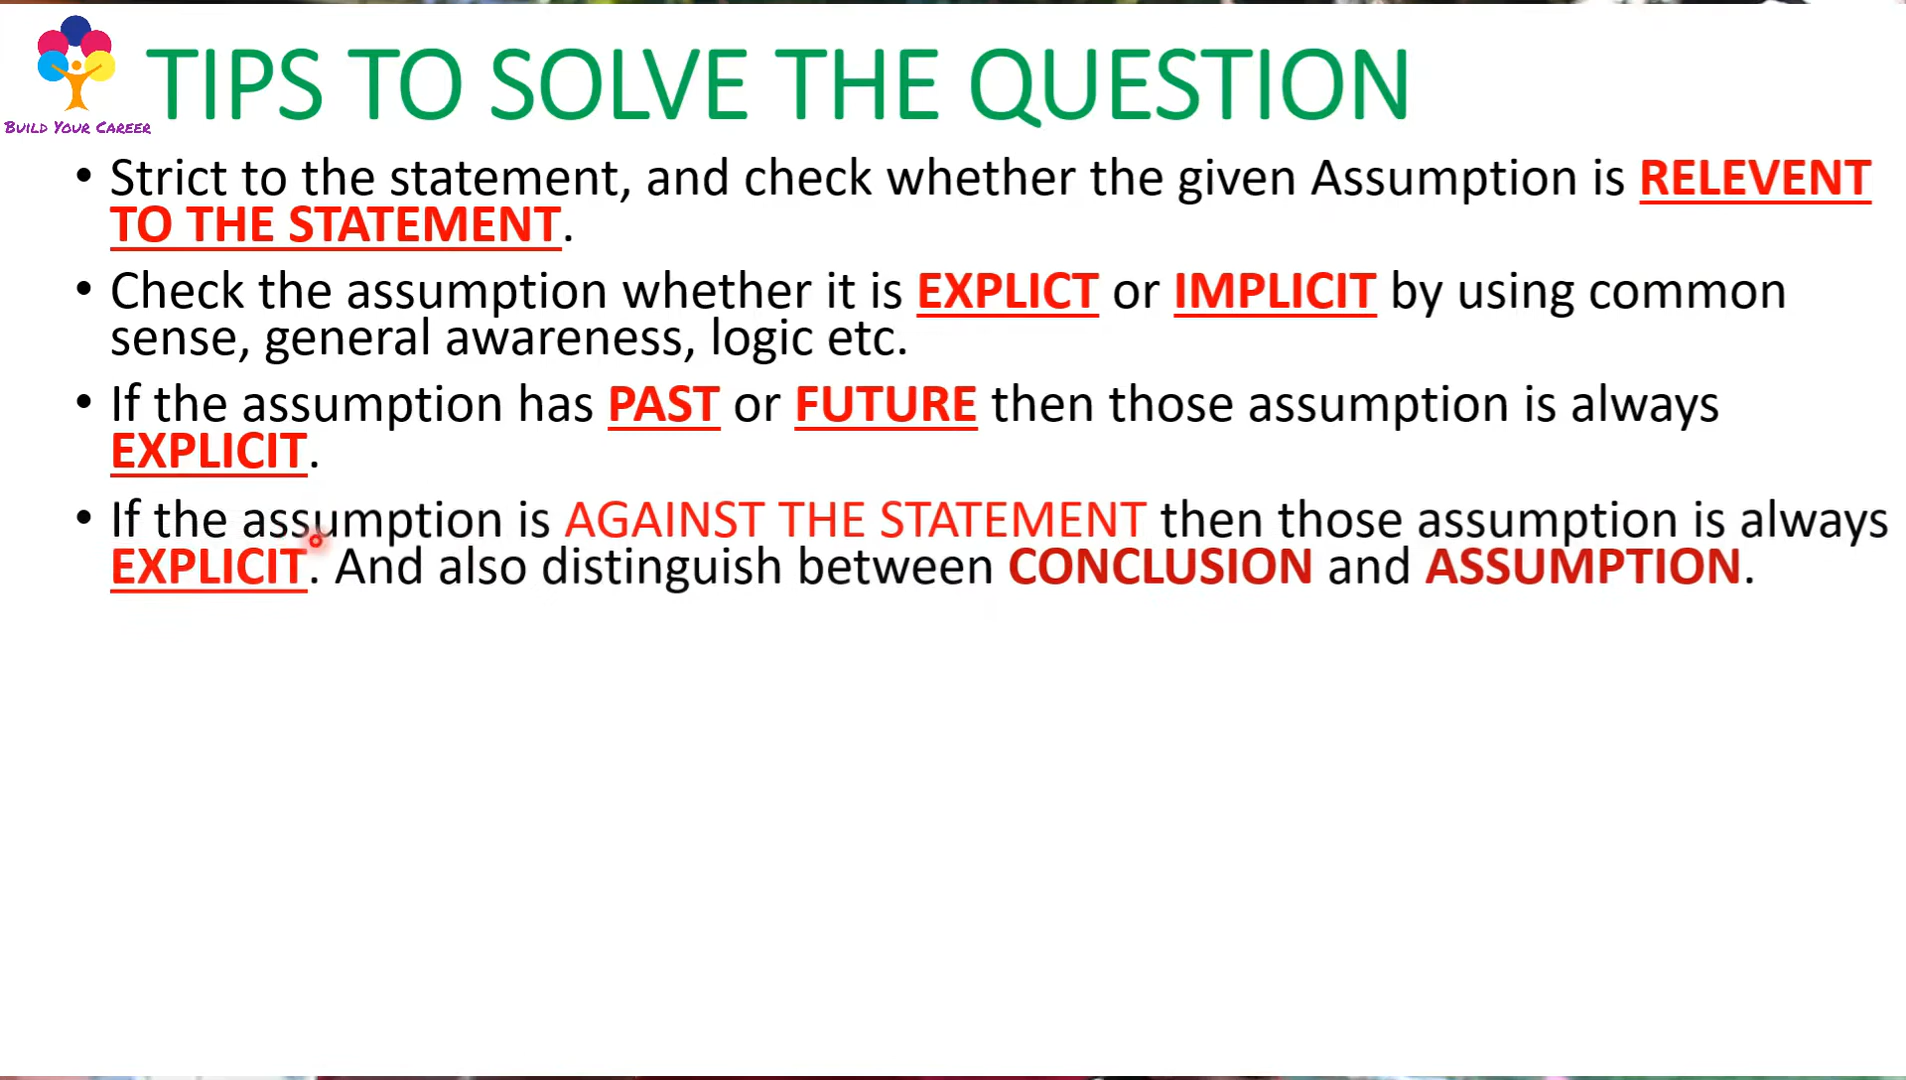 TIPS TO SOLVE THE QUESTION
BUILD YOUR CAREER
• Strict to the statement, and check whether the given Assumption is RELEVENT
TO THE STATEMENT.
• Check the assumption whether it is EXPLICT or IMPLICIT by using common
sense, general awareness, logic etc.
• If the assumption has PAST or FUTURE then those assumption is always
EXPLICIT.
• If the assumption is AGAINST THE STATEMENT then those assumption is always
EXPLICIT. And also distinguish between CONCLUSION and ASSUMPTION.